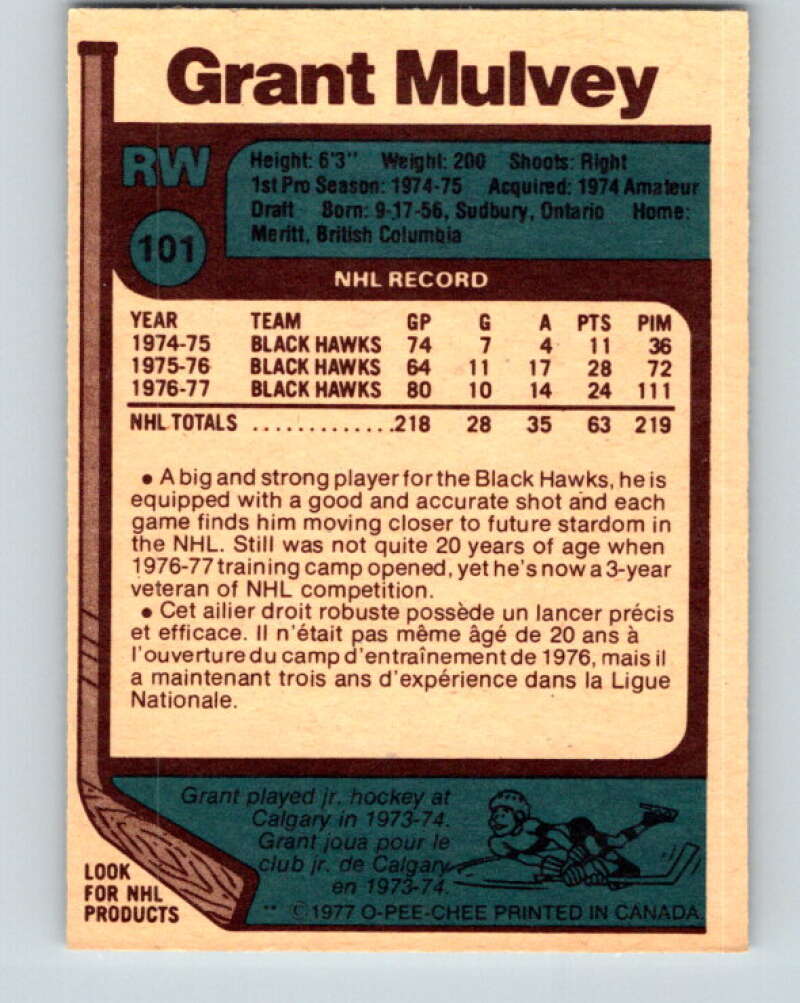 Grant Mulvey
RW
101
Height: 6'3" Weight: 200 Shoots: Right
1st Pro Season: 1974-75 Acquired: 1974 Amateur
Draft Born: 9-17-56, Sudbury, Ontario Home:
Meritt, British Columbia
NHL RECORD
YEAR TEAM GP G A PTS PIM
1974-75 BLACK HAWKS 74 7 4 11 36
1975-76 BLACK HAWKS 64 11 17 28 72
1976-77 BLACK HAWKS 80 10 14 24 111
NHL TOTALS .............218 28 35 63 219
• A big and strong player for the Black Hawks, he is
equipped with a good and accurate shot and each
game finds him moving closer to future stardom in
the NHL. Still was not quite 20 years of age when
1976-77 training camp opened, yet he's now a 3-year
veteran of NHL competition.
• Cet ailier droit robuste possède un lancer précis
et efficace. Il n'était pas même âgé de 20 ans à
l'ouverture du camp d'entraînement de 1976, mais il
a maintenant trois ans d'expérience dans la Ligue
Nationale.
Grant played jr. hockey at
Calgary in 1973-74.
Grant joua pour le
club jr. de Calgary
en 1973-74.
LOOK
FOR NHL
PRODUCTS
** ©1977 O-PEE-CHEE PRINTED IN CANADA.